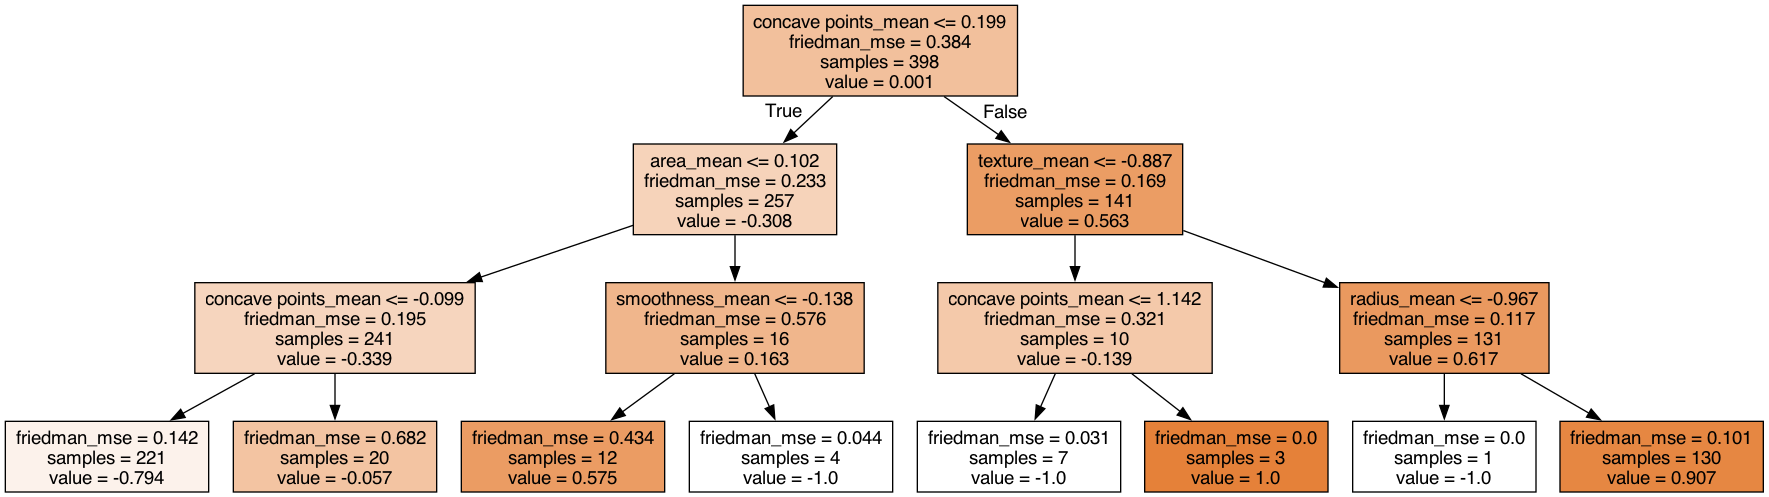 concave points_mean <= 0.199
friedman_mse = 0.384
samples = 398
value = 0.001
True
False
area_mean <= 0.102
friedman_mse = 0.233
samples = 257
value = -0.308
texture_mean <= -0.887
friedman_mse = 0.169
samples = 141
value = 0.563
concave points_mean <= -0.099
friedman_mse = 0.195
samples = 241
value = -0.339
smoothness_mean <= -0.138
friedman_mse = 0.576
samples = 16
value = 0.163
concave points_mean <= 1.142
friedman_mse = 0.321
samples = 10
value = -0.139
radius_mean <= -0.967
friedman_mse = 0.117
samples = 131
value = 0.617
friedman_mse = 0.142
samples = 221
value = -0.794
friedman_mse = 0.682
samples = 20
value = -0.057
friedman_mse = 0.434
samples = 12
value = 0.575
friedman_mse = 0.044
samples = 4
value = -1.0
friedman_mse = 0.031
samples = 7
value = -1.0
friedman_mse = 0.0
samples = 3
value = 1.0
friedman_mse = 0.0
samples = 1
value = -1.0
friedman_mse = 0.101
samples = 130
value = 0.907